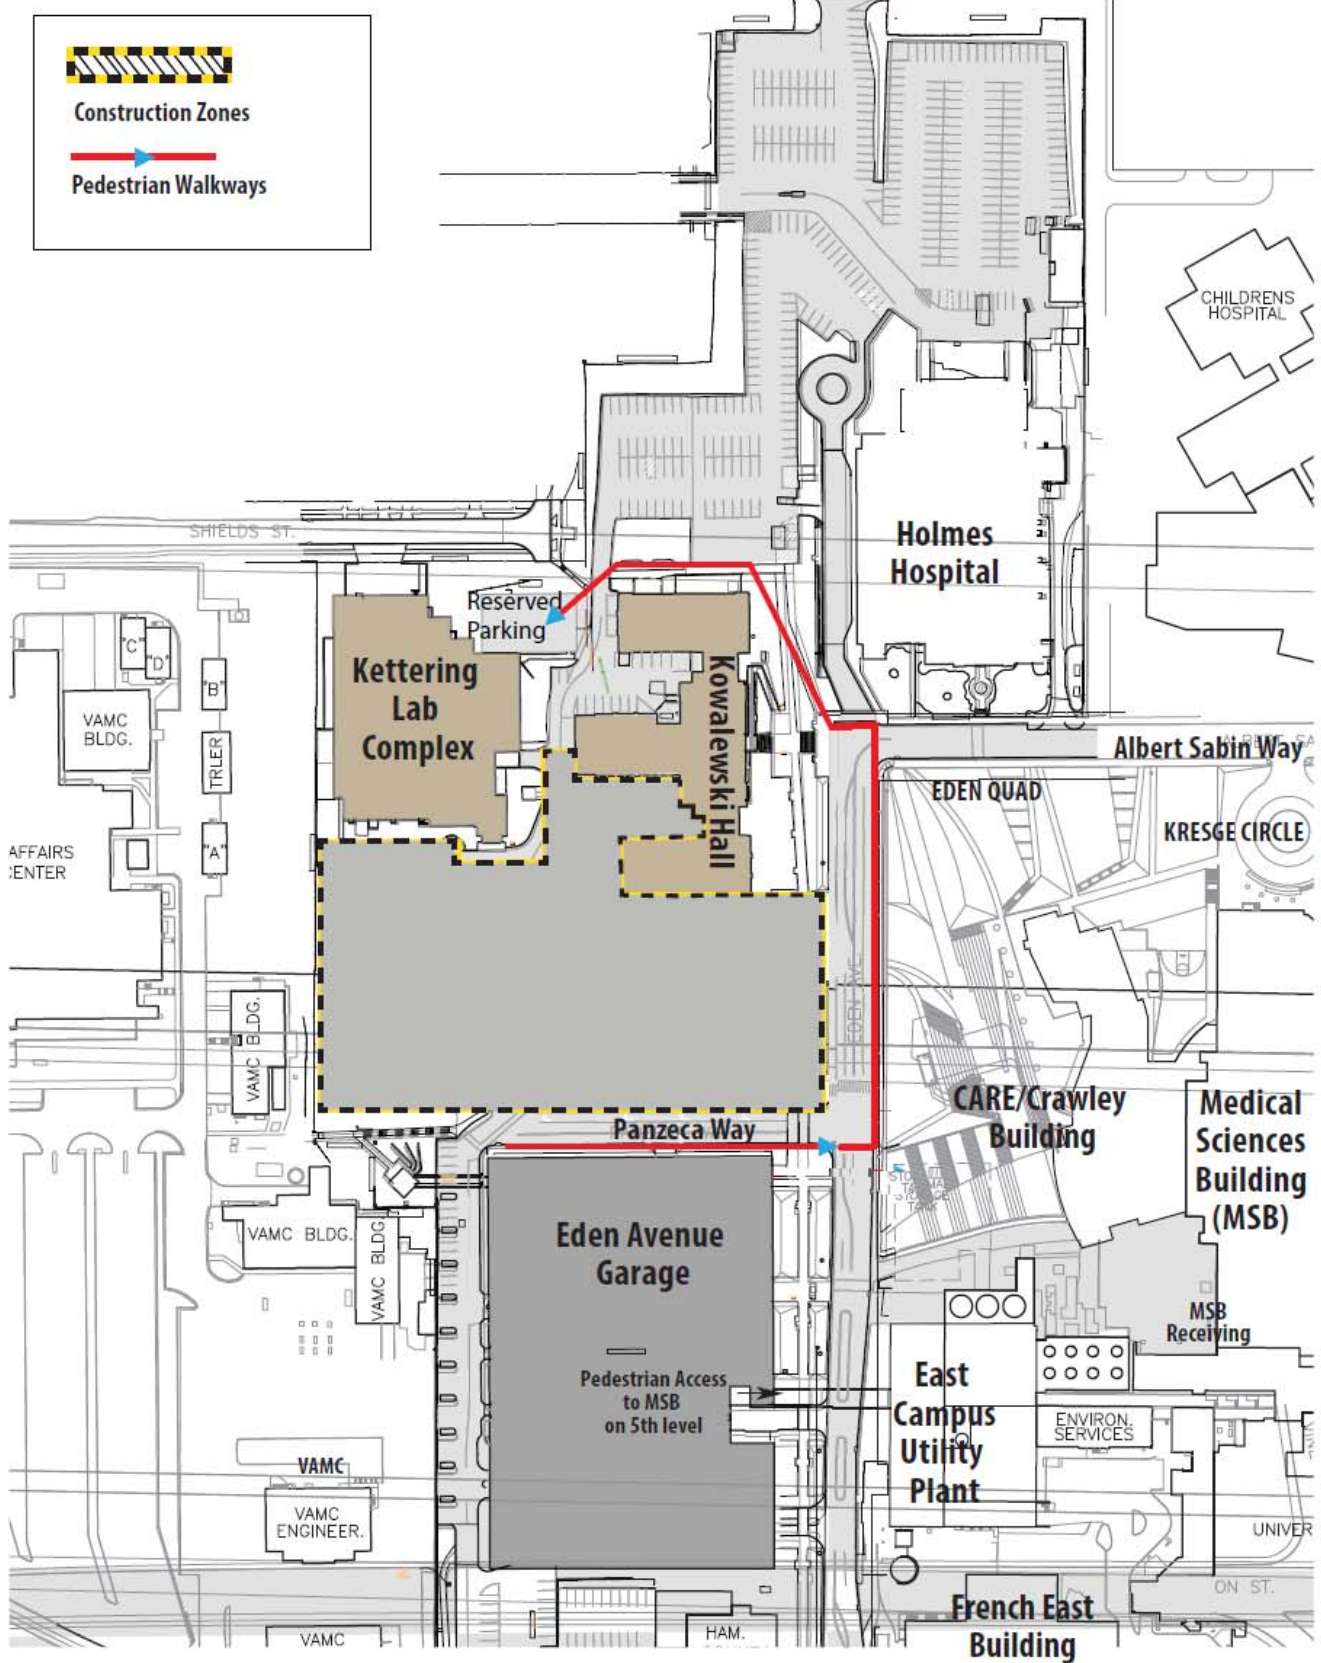 Construction Zones
Pedestrian Walkways
CHILDRENS
HOSPITAL
SHIELDS ST.
Holmes
Hospital
Reserved
Parking
Kettering
Lab
Complex
Kowalewski Hall
"C"
"D"
"B"
VAMC
BLDG.
TRLER
"A"
AFFAIRS
CENTER
Albert Sabin Way
EDEN QUAD
KRESGE CIRCLE
EDEN AVE.
VAMC BLDG.
CARE/Crawley
Building
Medical
Sciences
Building
(MSB)
Panzeca Way
VAMC BLDG.
VAMC BLDG.
Eden Avenue
Garage
MSB
Receiving
Pedestrian Access
to MSB
on 5th level
East
Campus
Utility
Plant
ENVIRON.
SERVICES
VAMC
VAMC
ENGINEER.
UNIVER
ON ST.
French East
Building
VAMC
HAM.